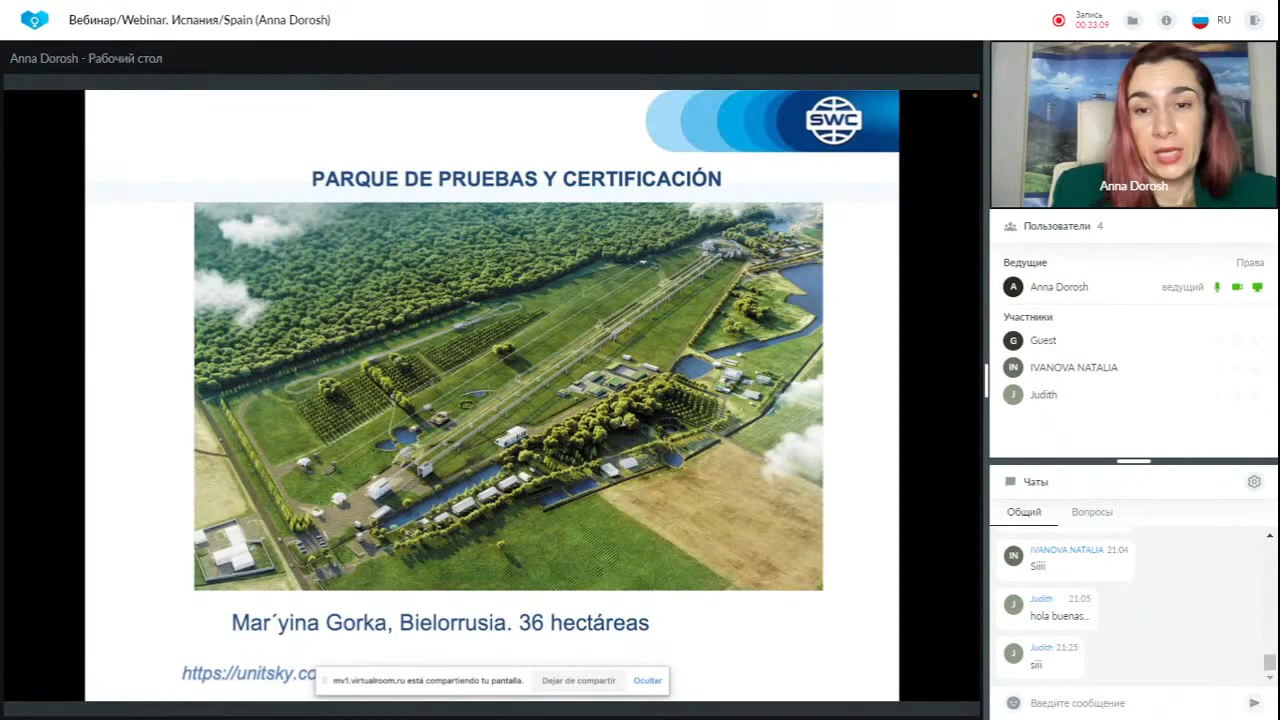 Вебинар/Webinar. Испания/Spain (Anna Dorosh)
Запись
00:33:09
RU
Anna Dorosh - Рабочий стол
SWC
PARQUE DE PRUEBAS Y CERTIFICACIÓN
Mar´yina Gorka, Bielorrusia. 36 hectáreas
https://unitsky.co
mv1.virtualroom.ru está compartiendo tu pantalla.
Dejar de compartir
Ocultar
Anna Dorosh
Пользователи 4
Ведущие
Права
A
Anna Dorosh
ведущий
Участники
G
Guest
IN
IVANOVA NATALIA
J
Judith
Чаты
Общий
Вопросы
IN
IVANOVA NATALIA 21:04
Siiii
J
Judith 21:05
hola buenas...
J
Judith 21:25
siii
Введите сообщение